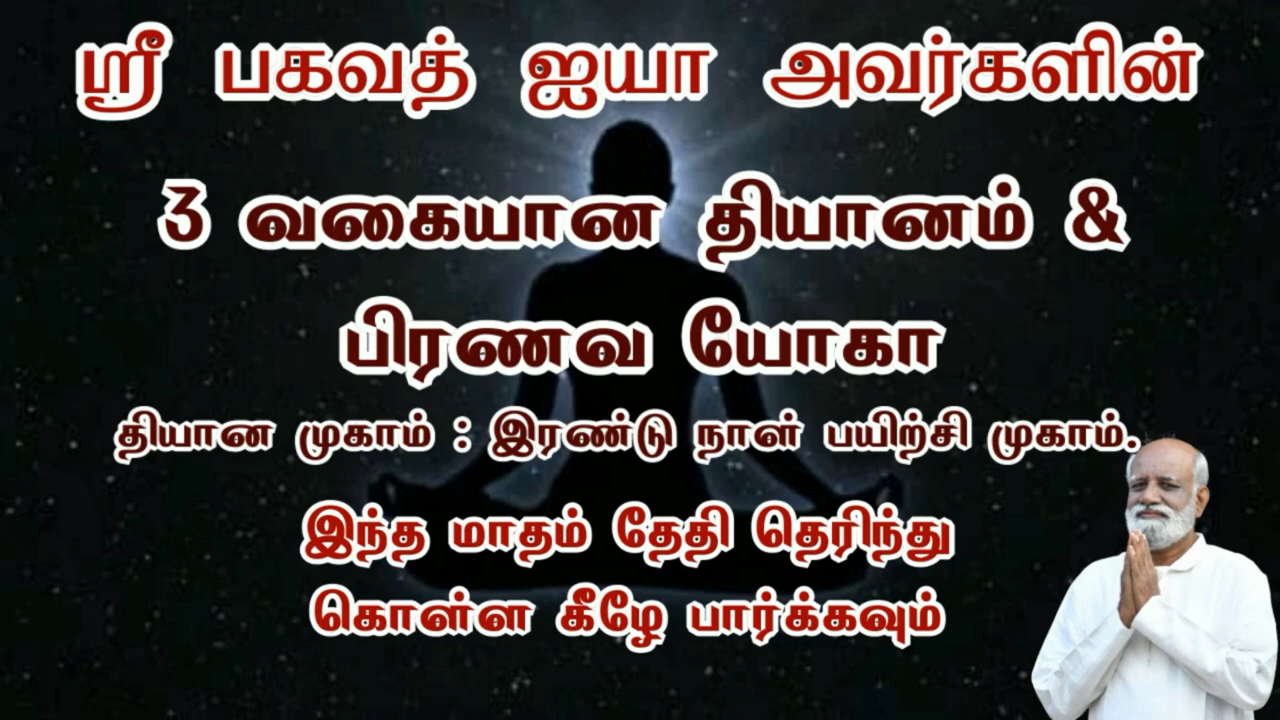 ஸ்ரீ பகவத் ஐயா அவர்களின்
3 வகையான தியானம் &
பிரணவ யோகா
தியான முகாம் : இரண்டு நாள் பயிற்சி முகாம்.
இந்த மாதம் தேதி தெரிந்து
கொள்ள கீழே பார்க்கவும்